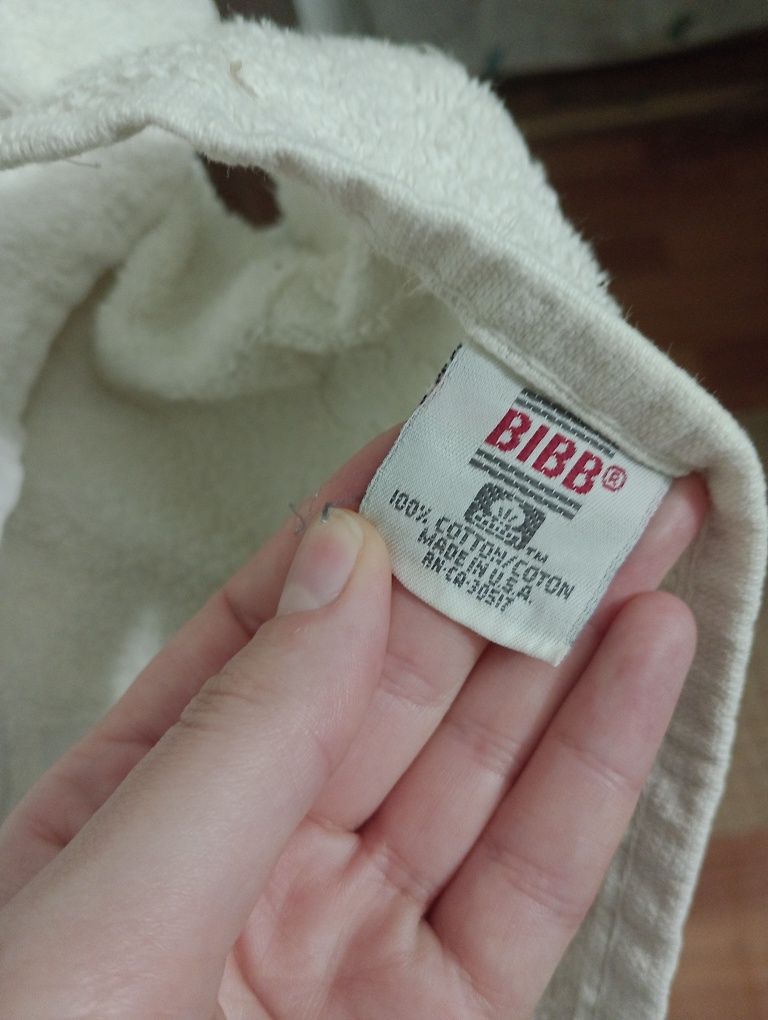 BIBB®
100% COTTON/COTON
MADE IN U.S.A.
RN-CA-30517